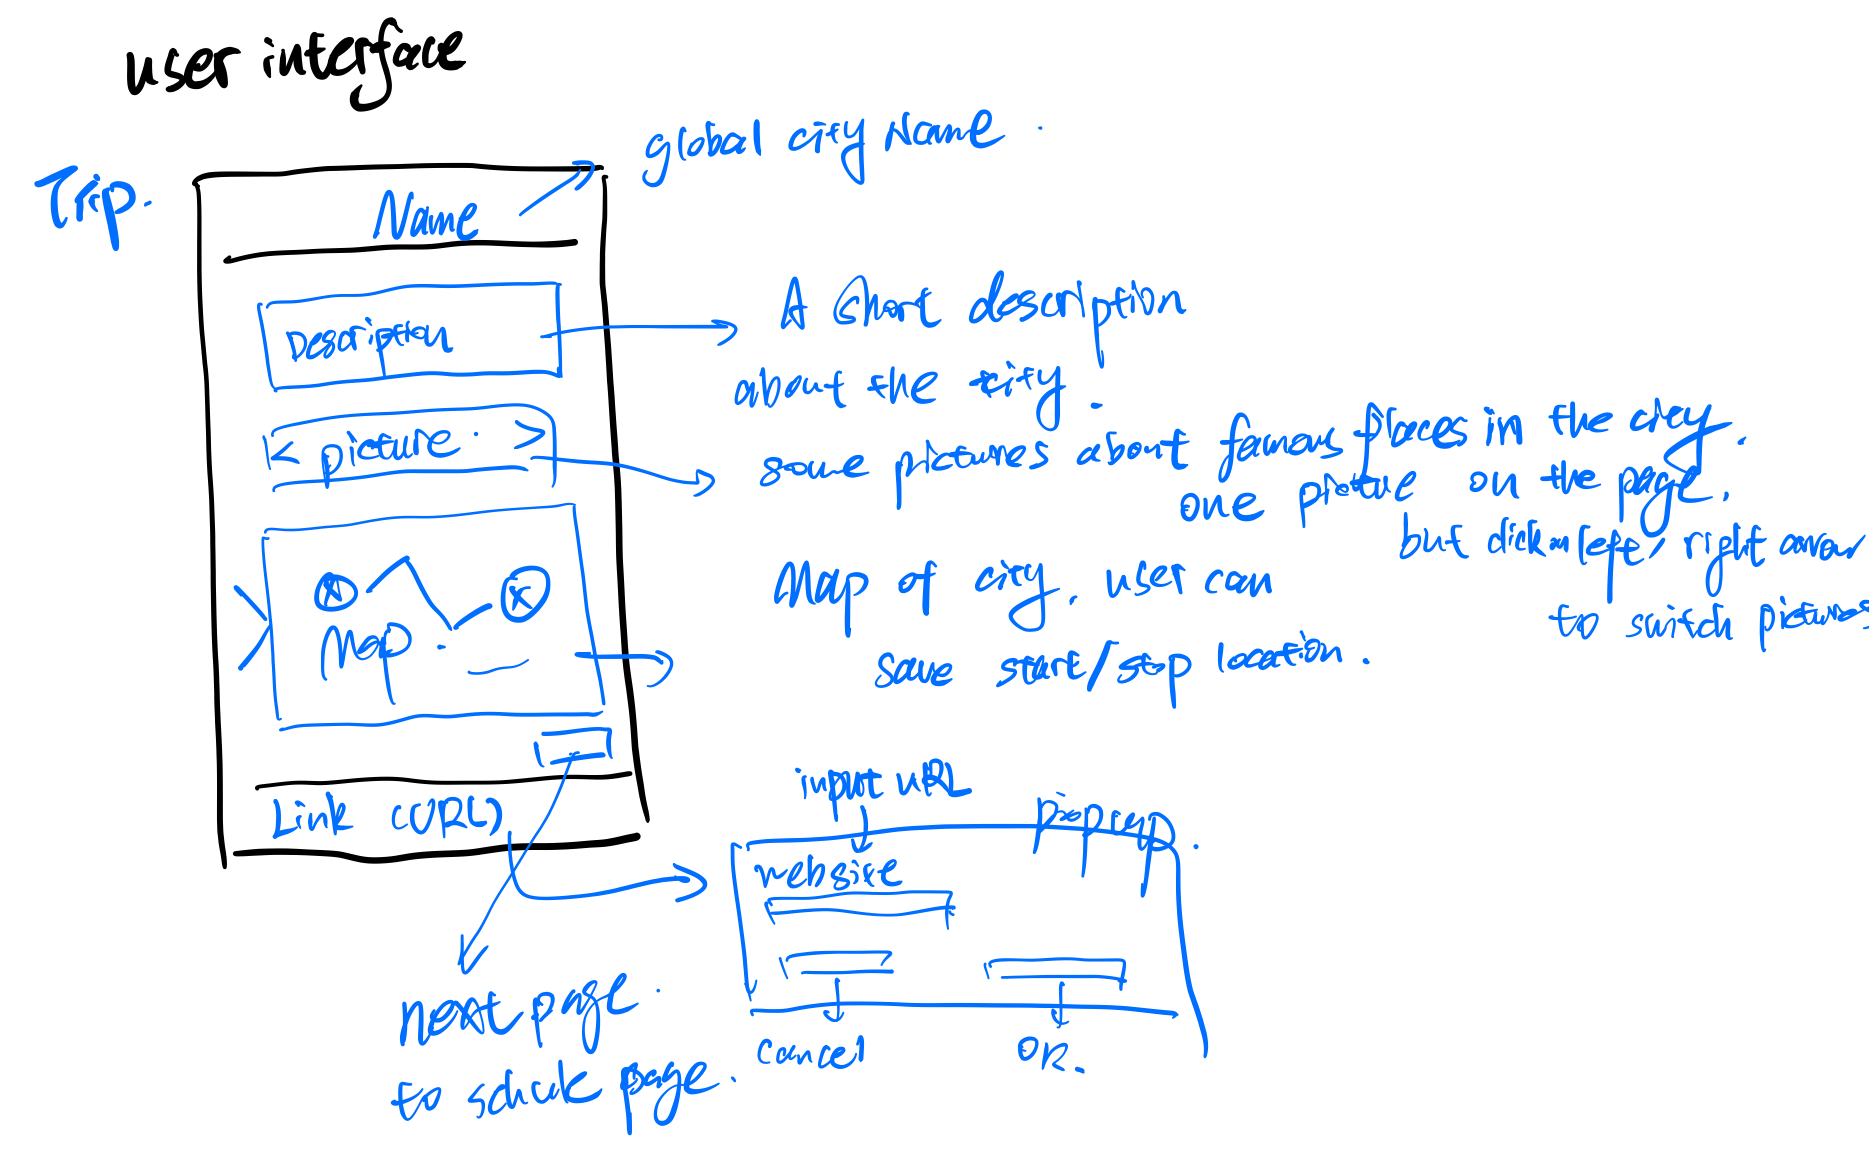 user interface
Trip.
global city Name.
Name
Description
A short description
about the city.
< picture. >
some pictures about famous places in the city.
one picture on the page.
but click on left/right arrow
to switch pictures
Map.
Map of city, user can
save start/stop location.
Link (URL)
input URL
popup.
website
cancel
OK.
next page.
to page.